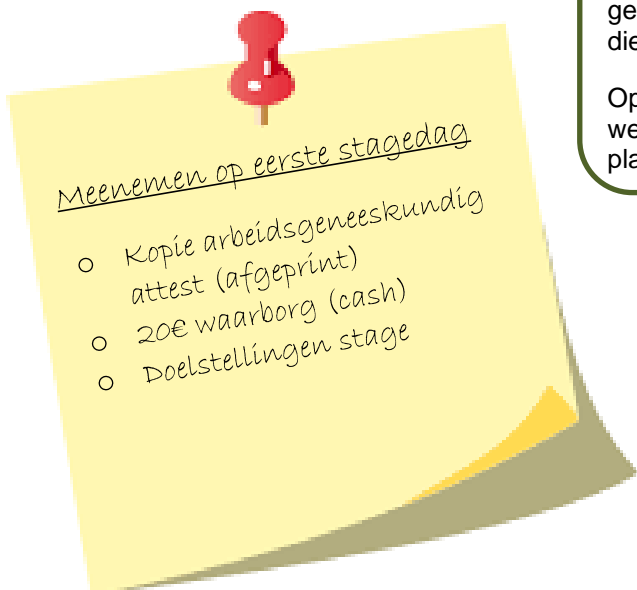 Meenemen op eerste stagedag
o Kopie arbeidsgeneeskundig
attest (afgeprint)
o 20€ waarborg (cash)
o Doelstellingen stage